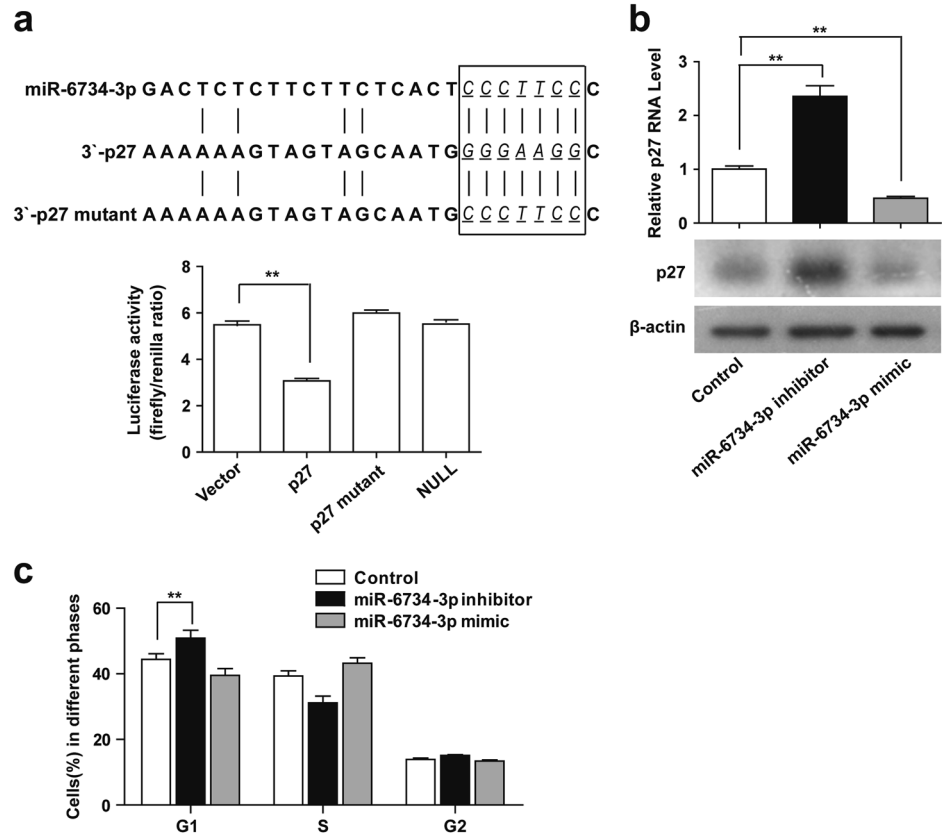 a
miR-6734-3p GACTCTCTTCTTCTCACTCCCTTCCC
3`-p27 AAAAAAGTAGTAGCAATGGGGAAGGC
3`-p27 mutant AAAAAAGTAGTAGCAATGCCCTTCCC
Luciferase activity
(firefly/renilla ratio)
8
6
4
2
0
**
Vector
p27
p27 mutant
NULL
b
Relative p27 RNA Level
3
2
1
0
**
**
p27
β-actin
Control
miR-6734-3p inhibitor
miR-6734-3p mimic
c
Control
miR-6734-3p inhibitor
miR-6734-3p mimic
Cells(%) in different phases
60
40
20
0
**
G1
S
G2